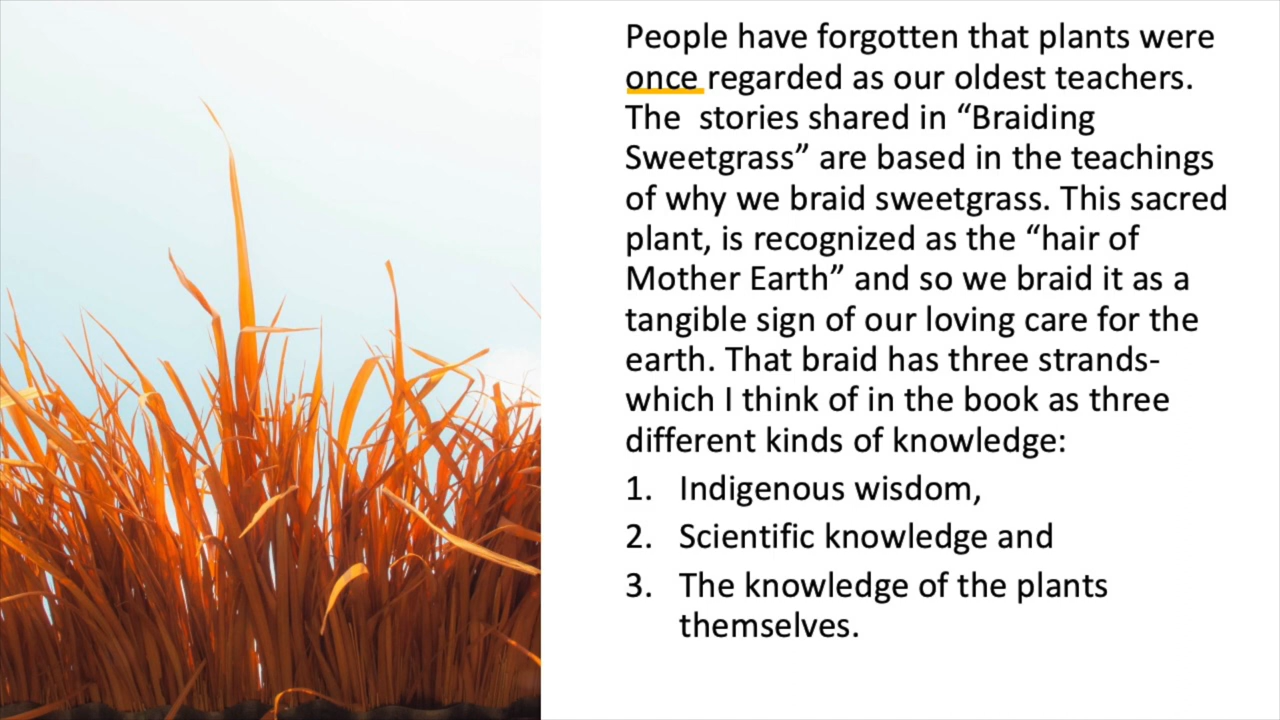 People have forgotten that plants were
once regarded as our oldest teachers.
The  stories shared in “Braiding
Sweetgrass” are based in the teachings
of why we braid sweetgrass. This sacred
plant, is recognized as the “hair of
Mother Earth” and so we braid it as a
tangible sign of our loving care for the
earth. That braid has three strands-
which I think of in the book as three
different kinds of knowledge:
1. Indigenous wisdom,
2. Scientific knowledge and
3. The knowledge of the plants
themselves.